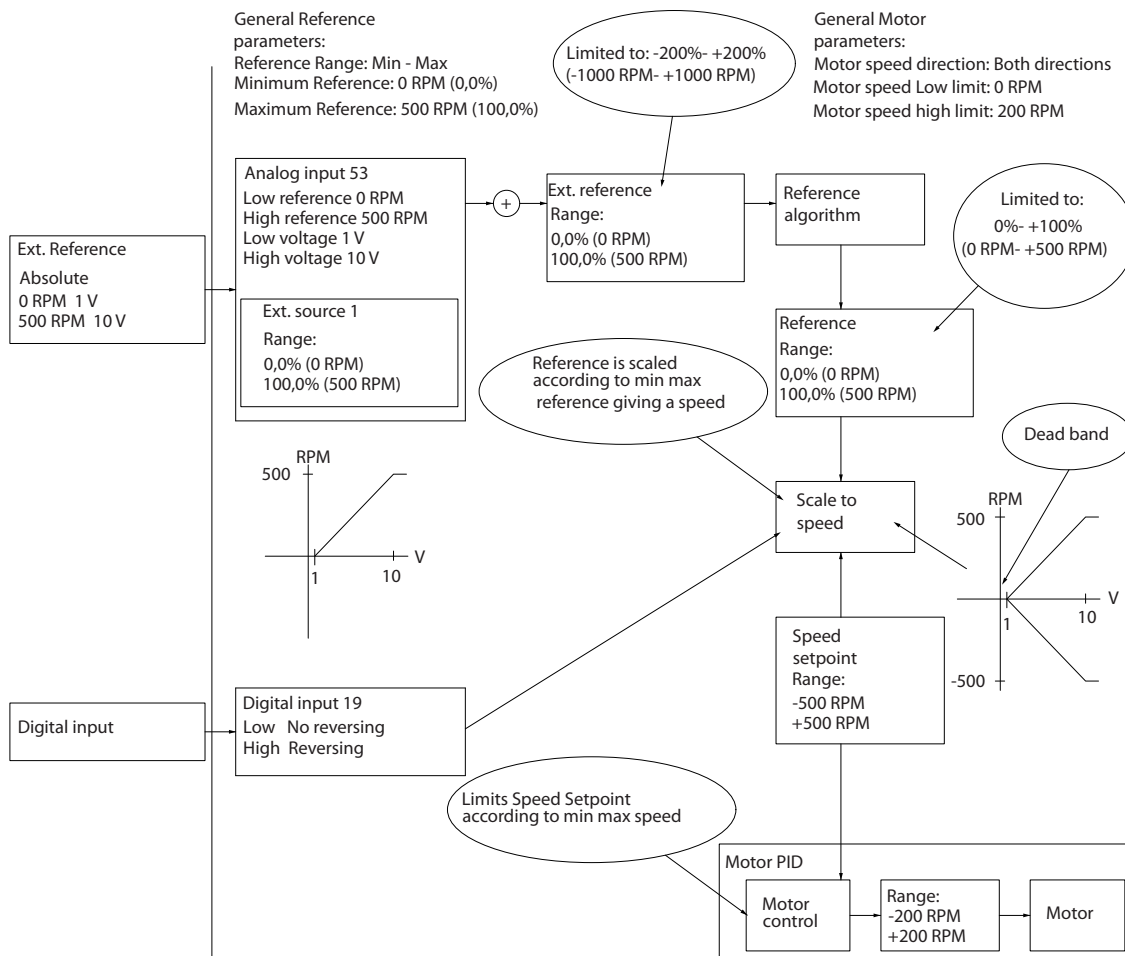 General Reference
parameters:
Reference Range: Min - Max
Minimum Reference: 0 RPM (0,0%)
Maximum Reference: 500 RPM (100,0%)
Limited to: -200%- +200%
(-1000 RPM- +1000 RPM)
General Motor
parameters:
Motor speed direction: Both directions
Motor speed Low limit: 0 RPM
Motor speed high limit: 200 RPM
Ext. Reference
Absolute
0 RPM 1 V
500 RPM 10 V
Analog input 53
Low reference 0 RPM
High reference 500 RPM
Low voltage 1 V
High voltage 10 V
Ext. source 1
Range:
0,0% (0 RPM)
100,0% (500 RPM)
+
Ext. reference
Range:
0,0% (0 RPM)
100,0% (500 RPM)
Reference
algorithm
Limited to:
0%- +100%
(0 RPM- +500 RPM)
Reference
Range:
0,0% (0 RPM)
100,0% (500 RPM)
Reference is scaled
according to min max
reference giving a speed
Dead band
RPM
500
1
10
V
Scale to
speed
RPM
500
V
1
10
-500
Speed
setpoint
Range:
-500 RPM
+500 RPM
Digital input
Digital input 19
Low No reversing
High Reversing
Limits Speed Setpoint
according to min max speed
Motor PID
Motor
control
Range:
-200 RPM
+200 RPM
Motor